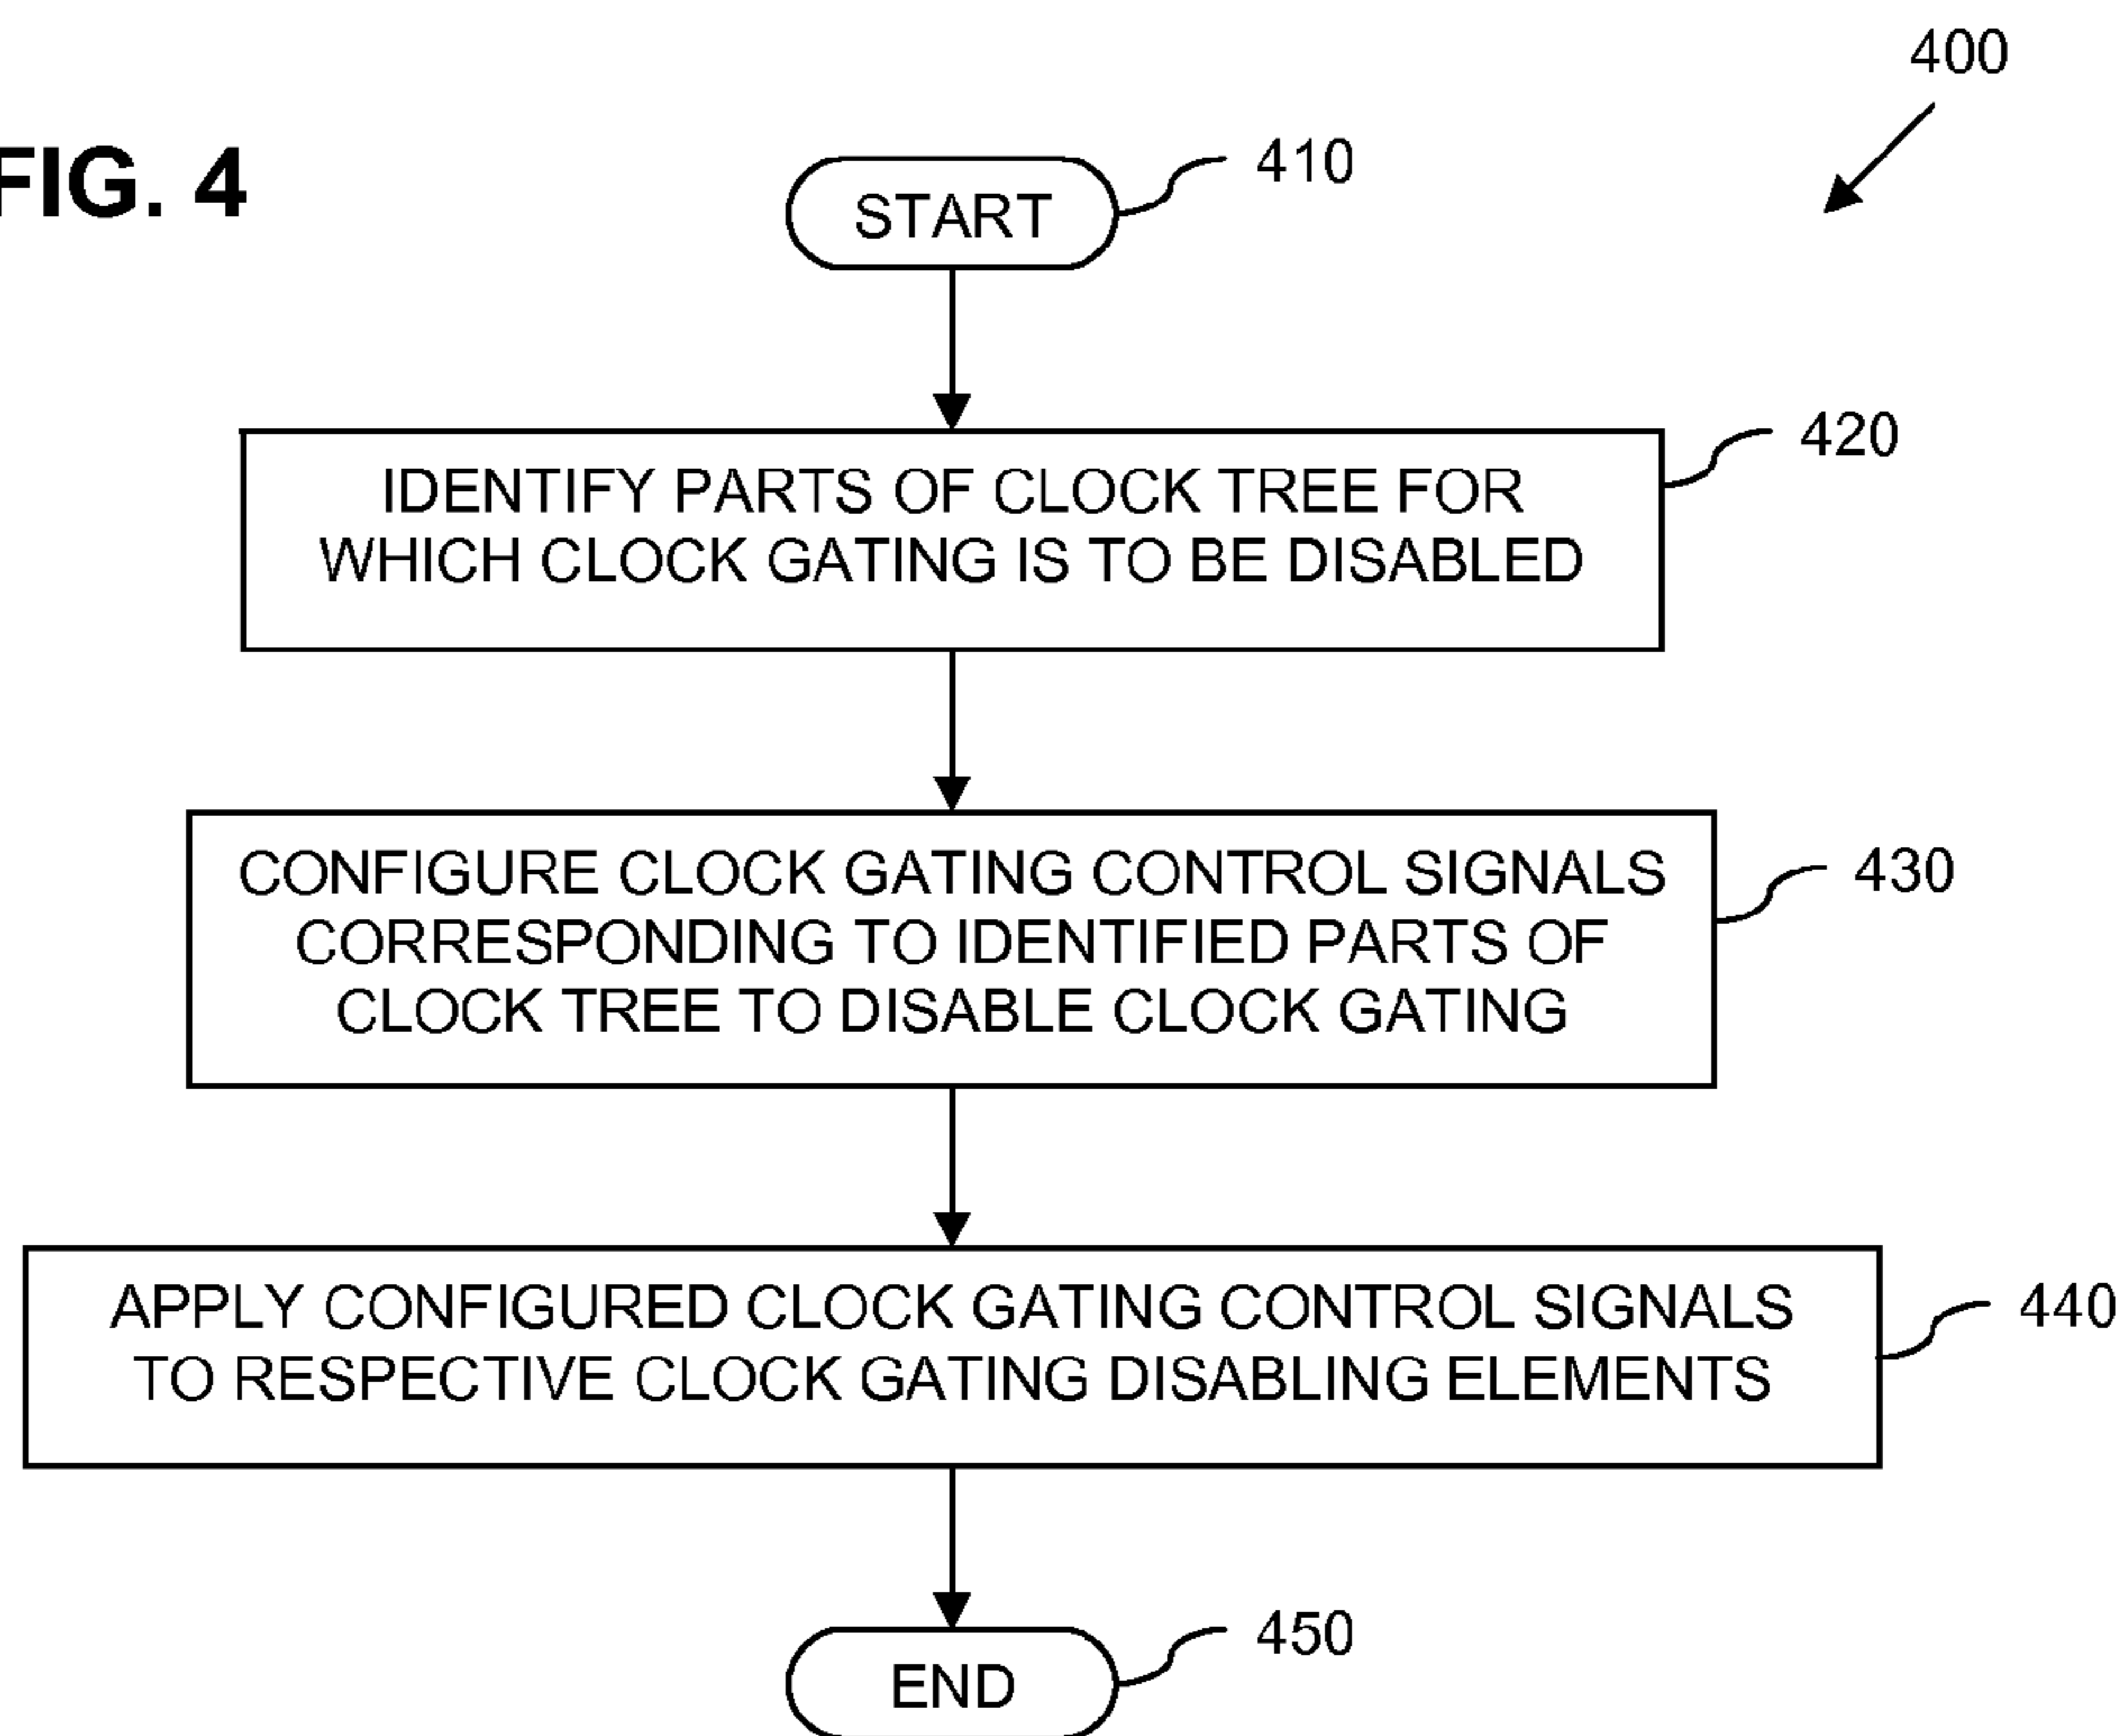 400
FIG. 4
410
START
420
IDENTIFY PARTS OF CLOCK TREE FOR
WHICH CLOCK GATING IS TO BE DISABLED
430
CONFIGURE CLOCK GATING CONTROL SIGNALS
CORRESPONDING TO IDENTIFIED PARTS OF
CLOCK TREE TO DISABLE CLOCK GATING
440
APPLY CONFIGURED CLOCK GATING CONTROL SIGNALS
TO RESPECTIVE CLOCK GATING DISABLING ELEMENTS
450
END